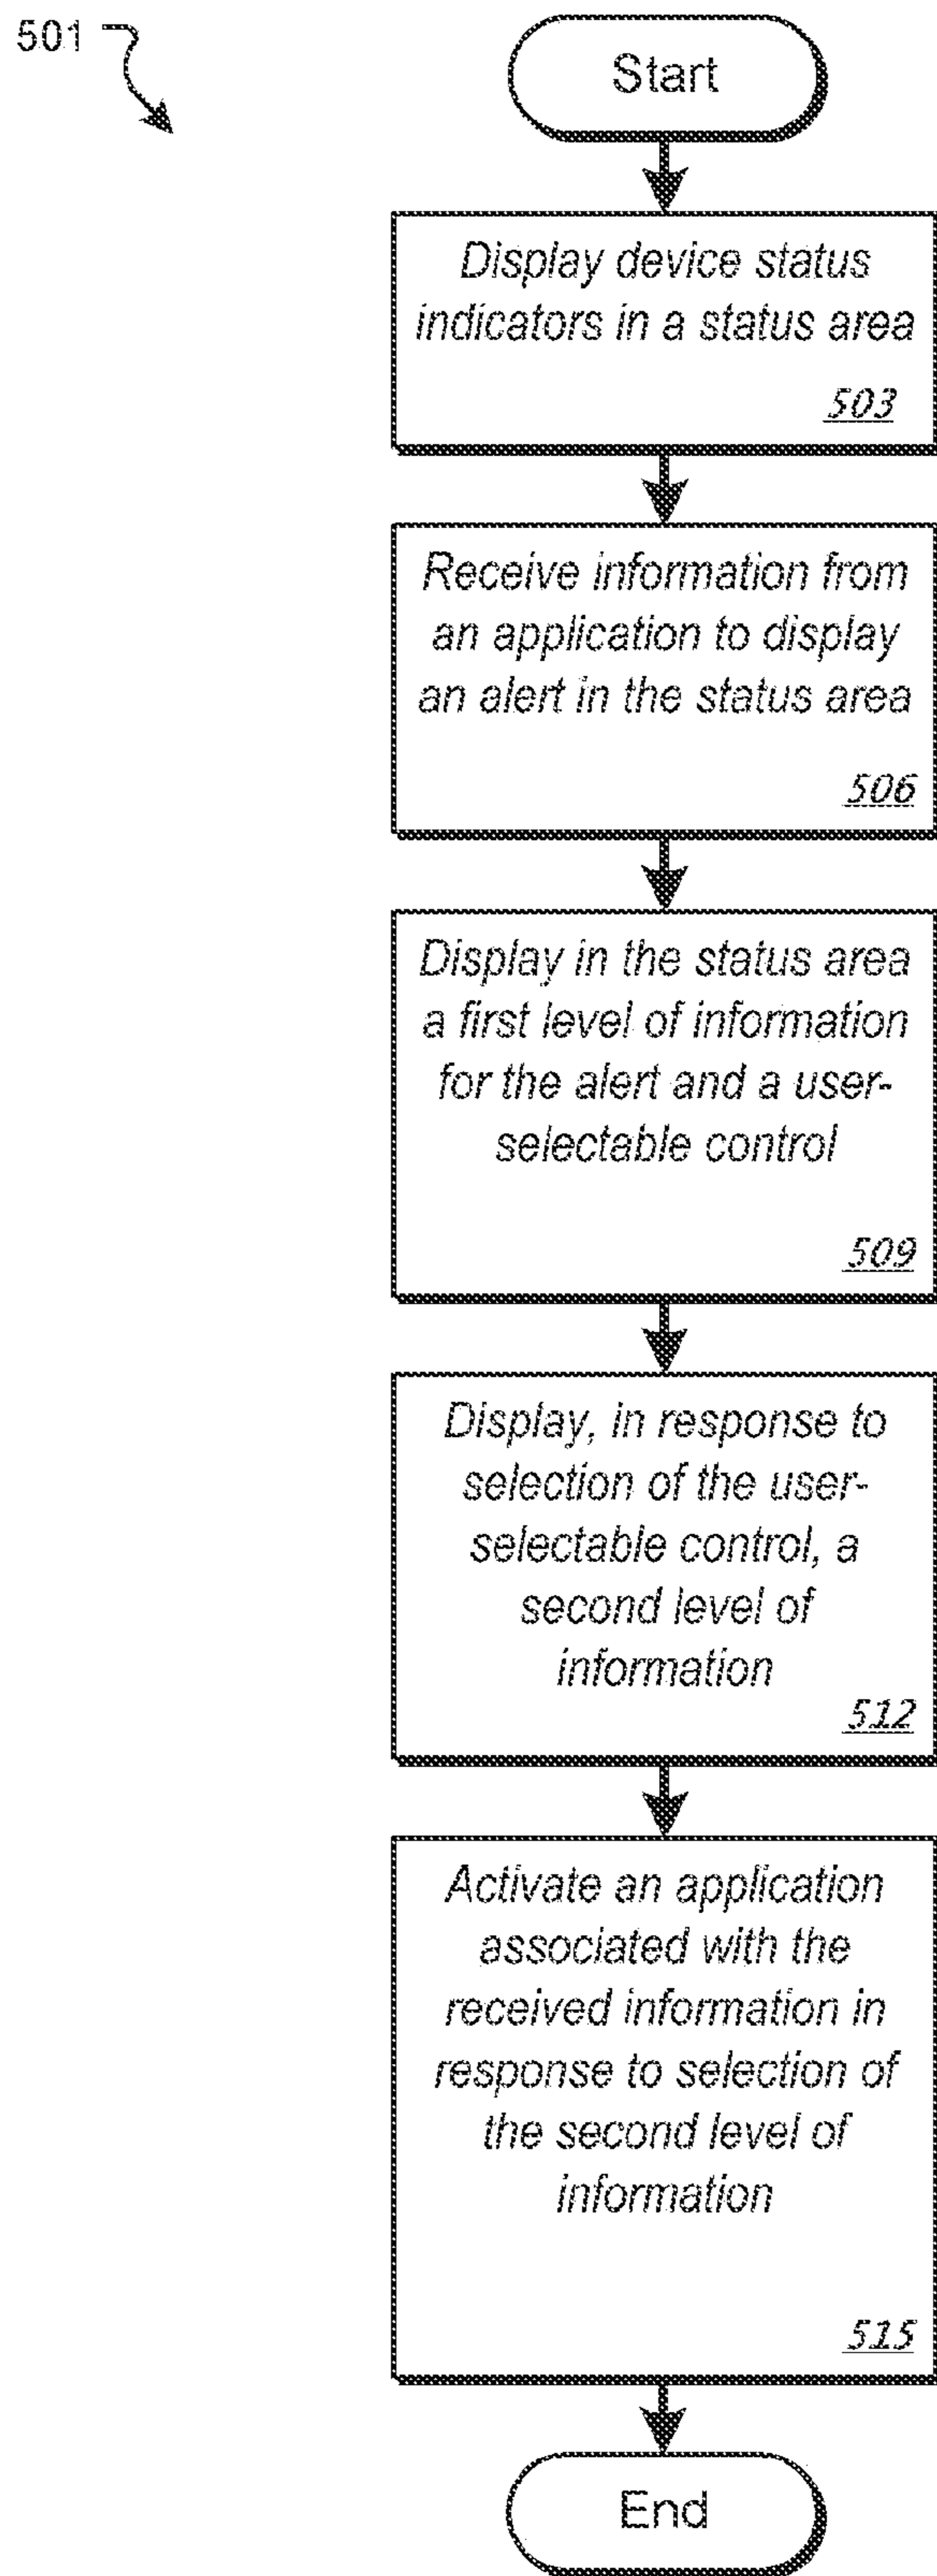 501
Start
Display device status
indicators in a status area
503
Receive information from
an application to display
an alert in the status area
506
Display in the status area
a first level of information
for the alert and a user-
selectable control
509
Display, in response to
selection of the user-
selectable control, a
second level of
information
512
Activate an application
associated with the
received information in
response to selection of
the second level of
information
515
End